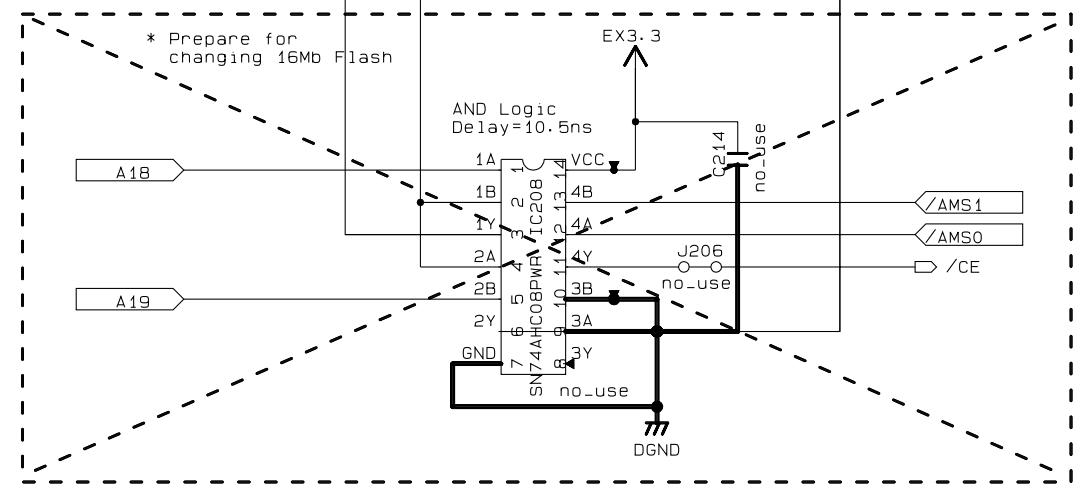 * Prepare for
changing 16Mb Flash
EX3.3
AND Logic
Delay=10.5ns
C214
no_use
A18
1A
1
14
VCC
1B
2
13
4B
/AMS1
1Y
3
12
4A
/AMS0
2A
4
11
4Y
J206
no_use
/CE
A19
2B
5
10
3B
2Y
6
9
3A
GND
7
8
3Y
IC208
SN74AHC08PWR
no_use
DGND